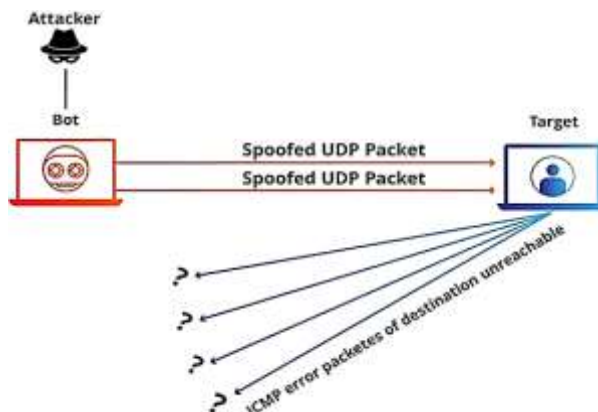 Attacker
Bot
Target
Spoofed UDP Packet
Spoofed UDP Packet
?
?
?
?
ICMP error packetes of destination unreachable